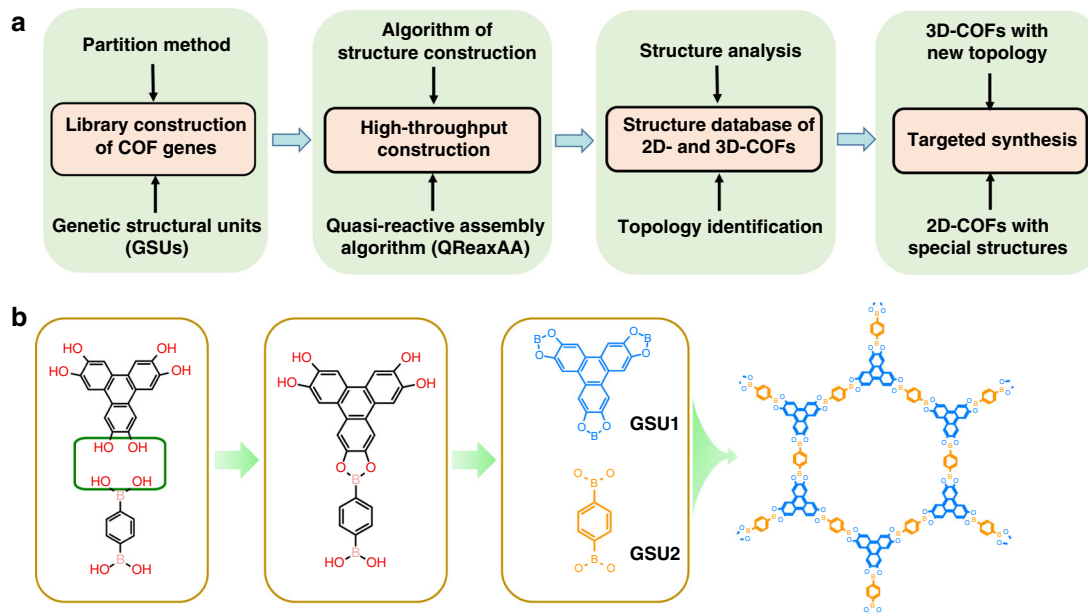 a
Partition method
Library construction
of COF genes
Genetic structural units
(GSUs)
Algorithm of
structure construction
High-throughput
construction
Quasi-reactive assembly
algorithm (QReaxAA)
Structure analysis
Structure database of
2D- and 3D-COFs
Topology identification
3D-COFs with
new topology
Targeted synthesis
2D-COFs with
special structures
b
HO OH
HO OH
HO OH
HO OH
B
B
HO OH
HO OH
HO OH
O O
B
B
HO OH
B O O B
O O
O O
B
GSU1
O O
B
B
O O
GSU2